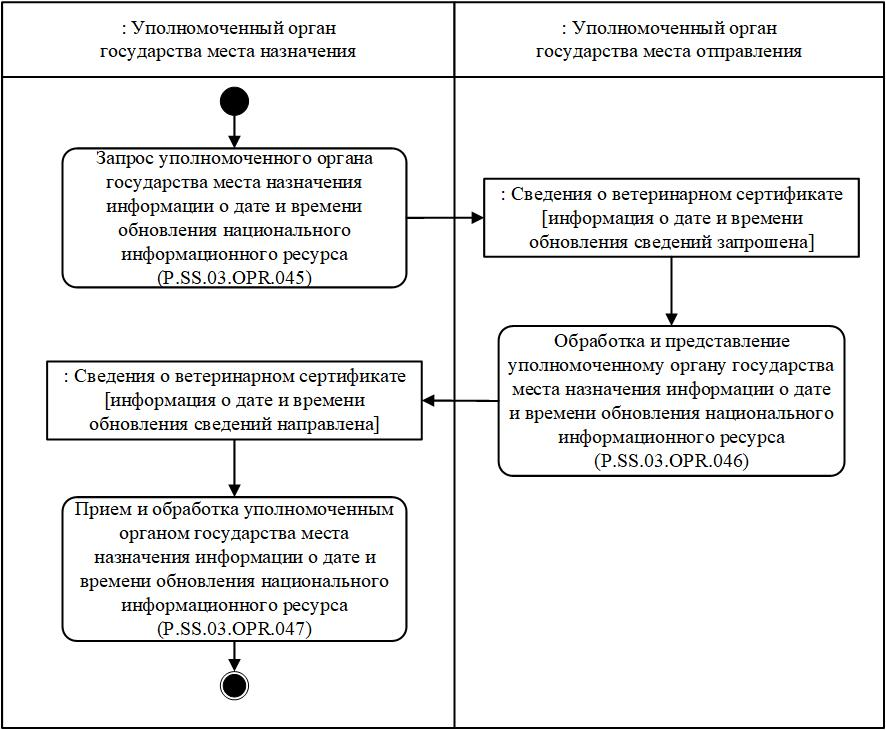 : Уполномоченный орган
государства места назначения
: Уполномоченный орган
государства места отправления
Запрос уполномоченного органа
государства места назначения
информации о дате и времени
обновления национального
информационного ресурса
(P.SS.03.OPR.045)
: Сведения о ветеринарном сертификате
[информация о дате и времени
обновления сведений запрошена]
Обработка и представление
уполномоченному органу государства
места назначения информации о дате
и времени обновления национального
информационного ресурса
(P.SS.03.OPR.046)
: Сведения о ветеринарном сертификате
[информация о дате и времени
обновления сведений направлена]
Прием и обработка уполномоченным
органом государства места
назначения информации о дате и
времени обновления национального
информационного ресурса
(P.SS.03.OPR.047)